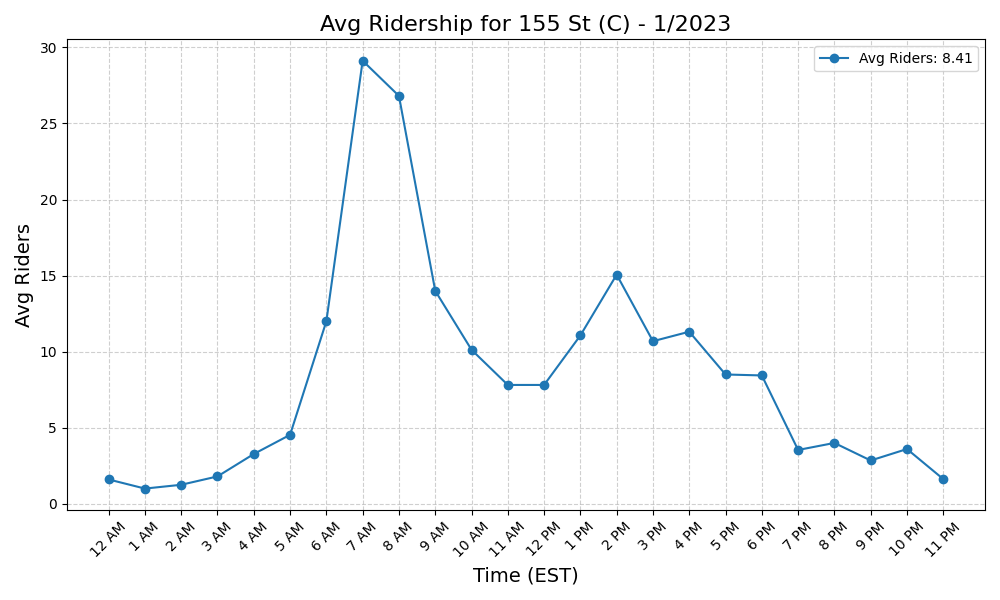 Avg Ridership for 155 St (C) - 1/2023
Avg Riders: 8.41
Avg Riders
30
25
20
15
10
5
0
12 AM
1 AM
2 AM
3 AM
4 AM
5 AM
6 AM
7 AM
8 AM
9 AM
10 AM
11 AM
12 PM
1 PM
2 PM
3 PM
4 PM
5 PM
6 PM
7 PM
8 PM
9 PM
10 PM
11 PM
Time (EST)